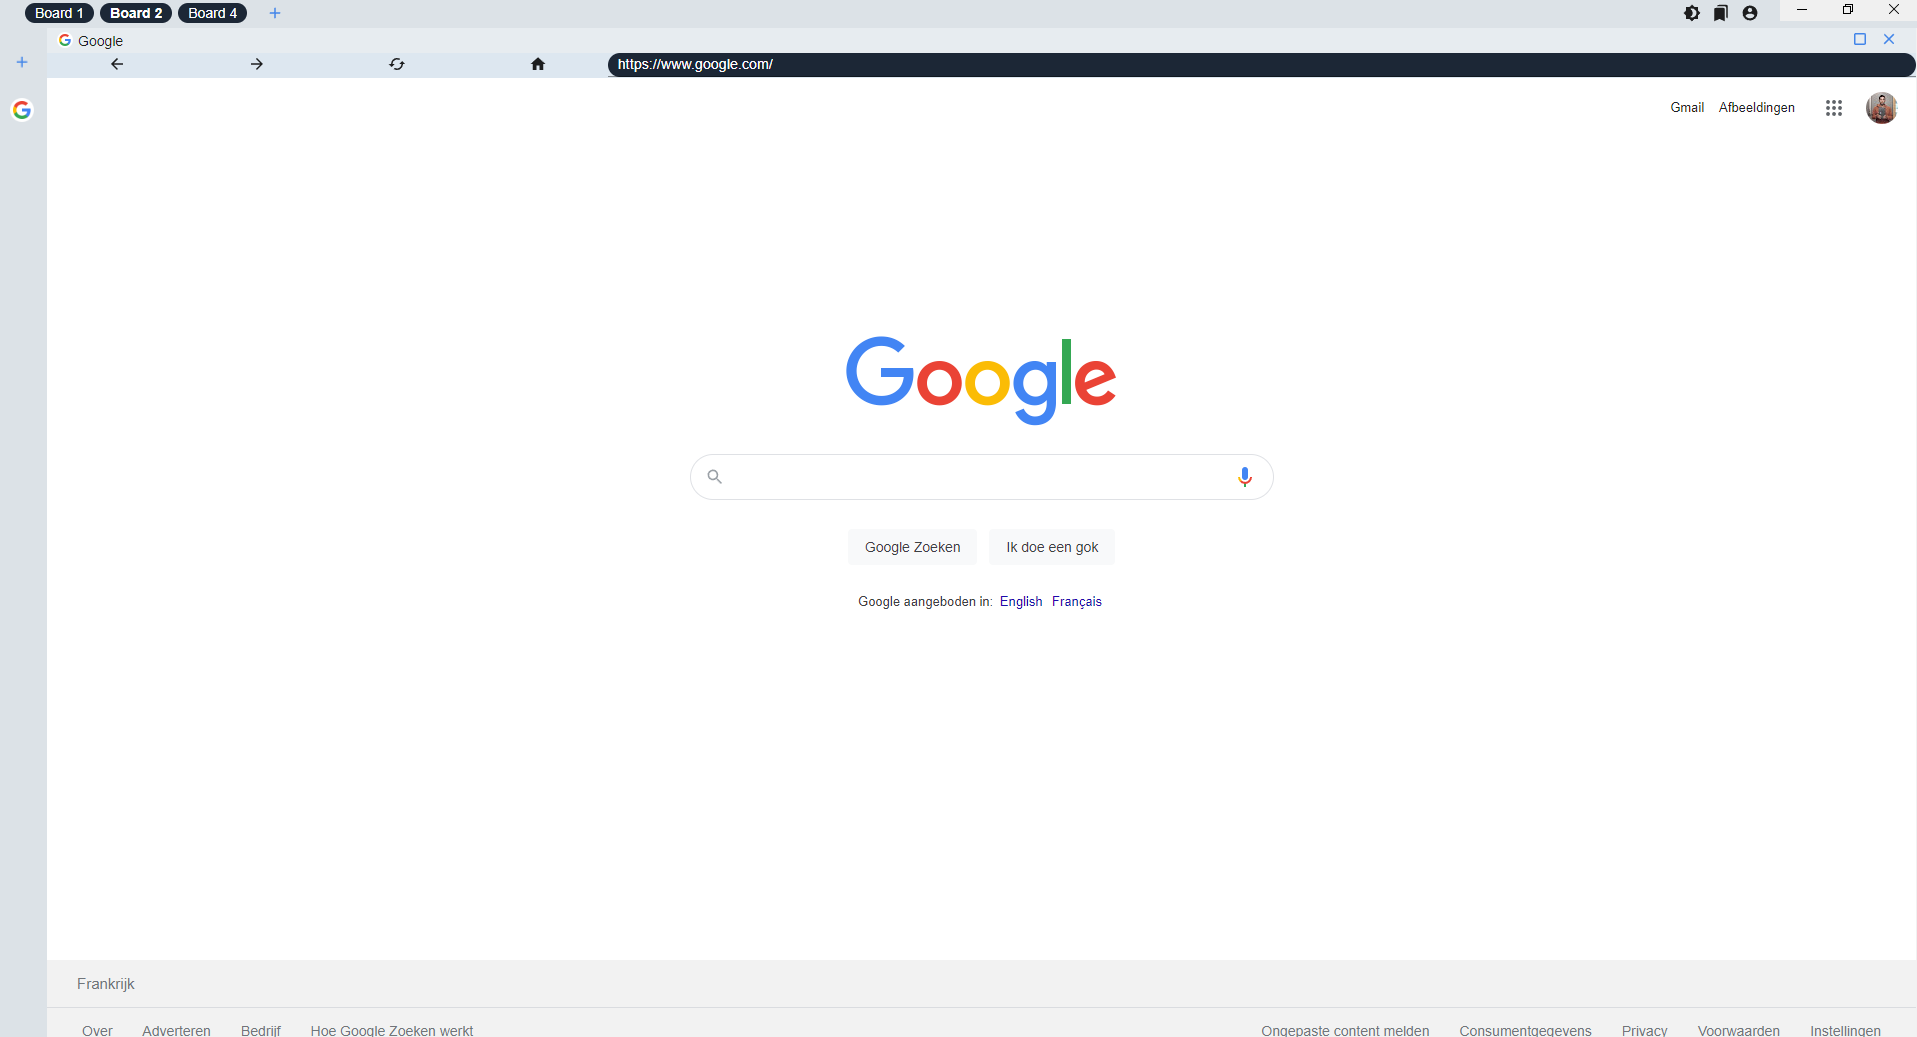 Board 1 Board 2 Board 4
Google
https://www.google.com/
Gmail Afbeeldingen
Google
Google Zoeken Ik doe een gok
Google aangeboden in: English Français
Frankrijk
Over Adverteren Bedrijf Hoe Google Zoeken werkt Ongepaste content melden Consumentgegevens Privacy Voorwaarden Instellingen